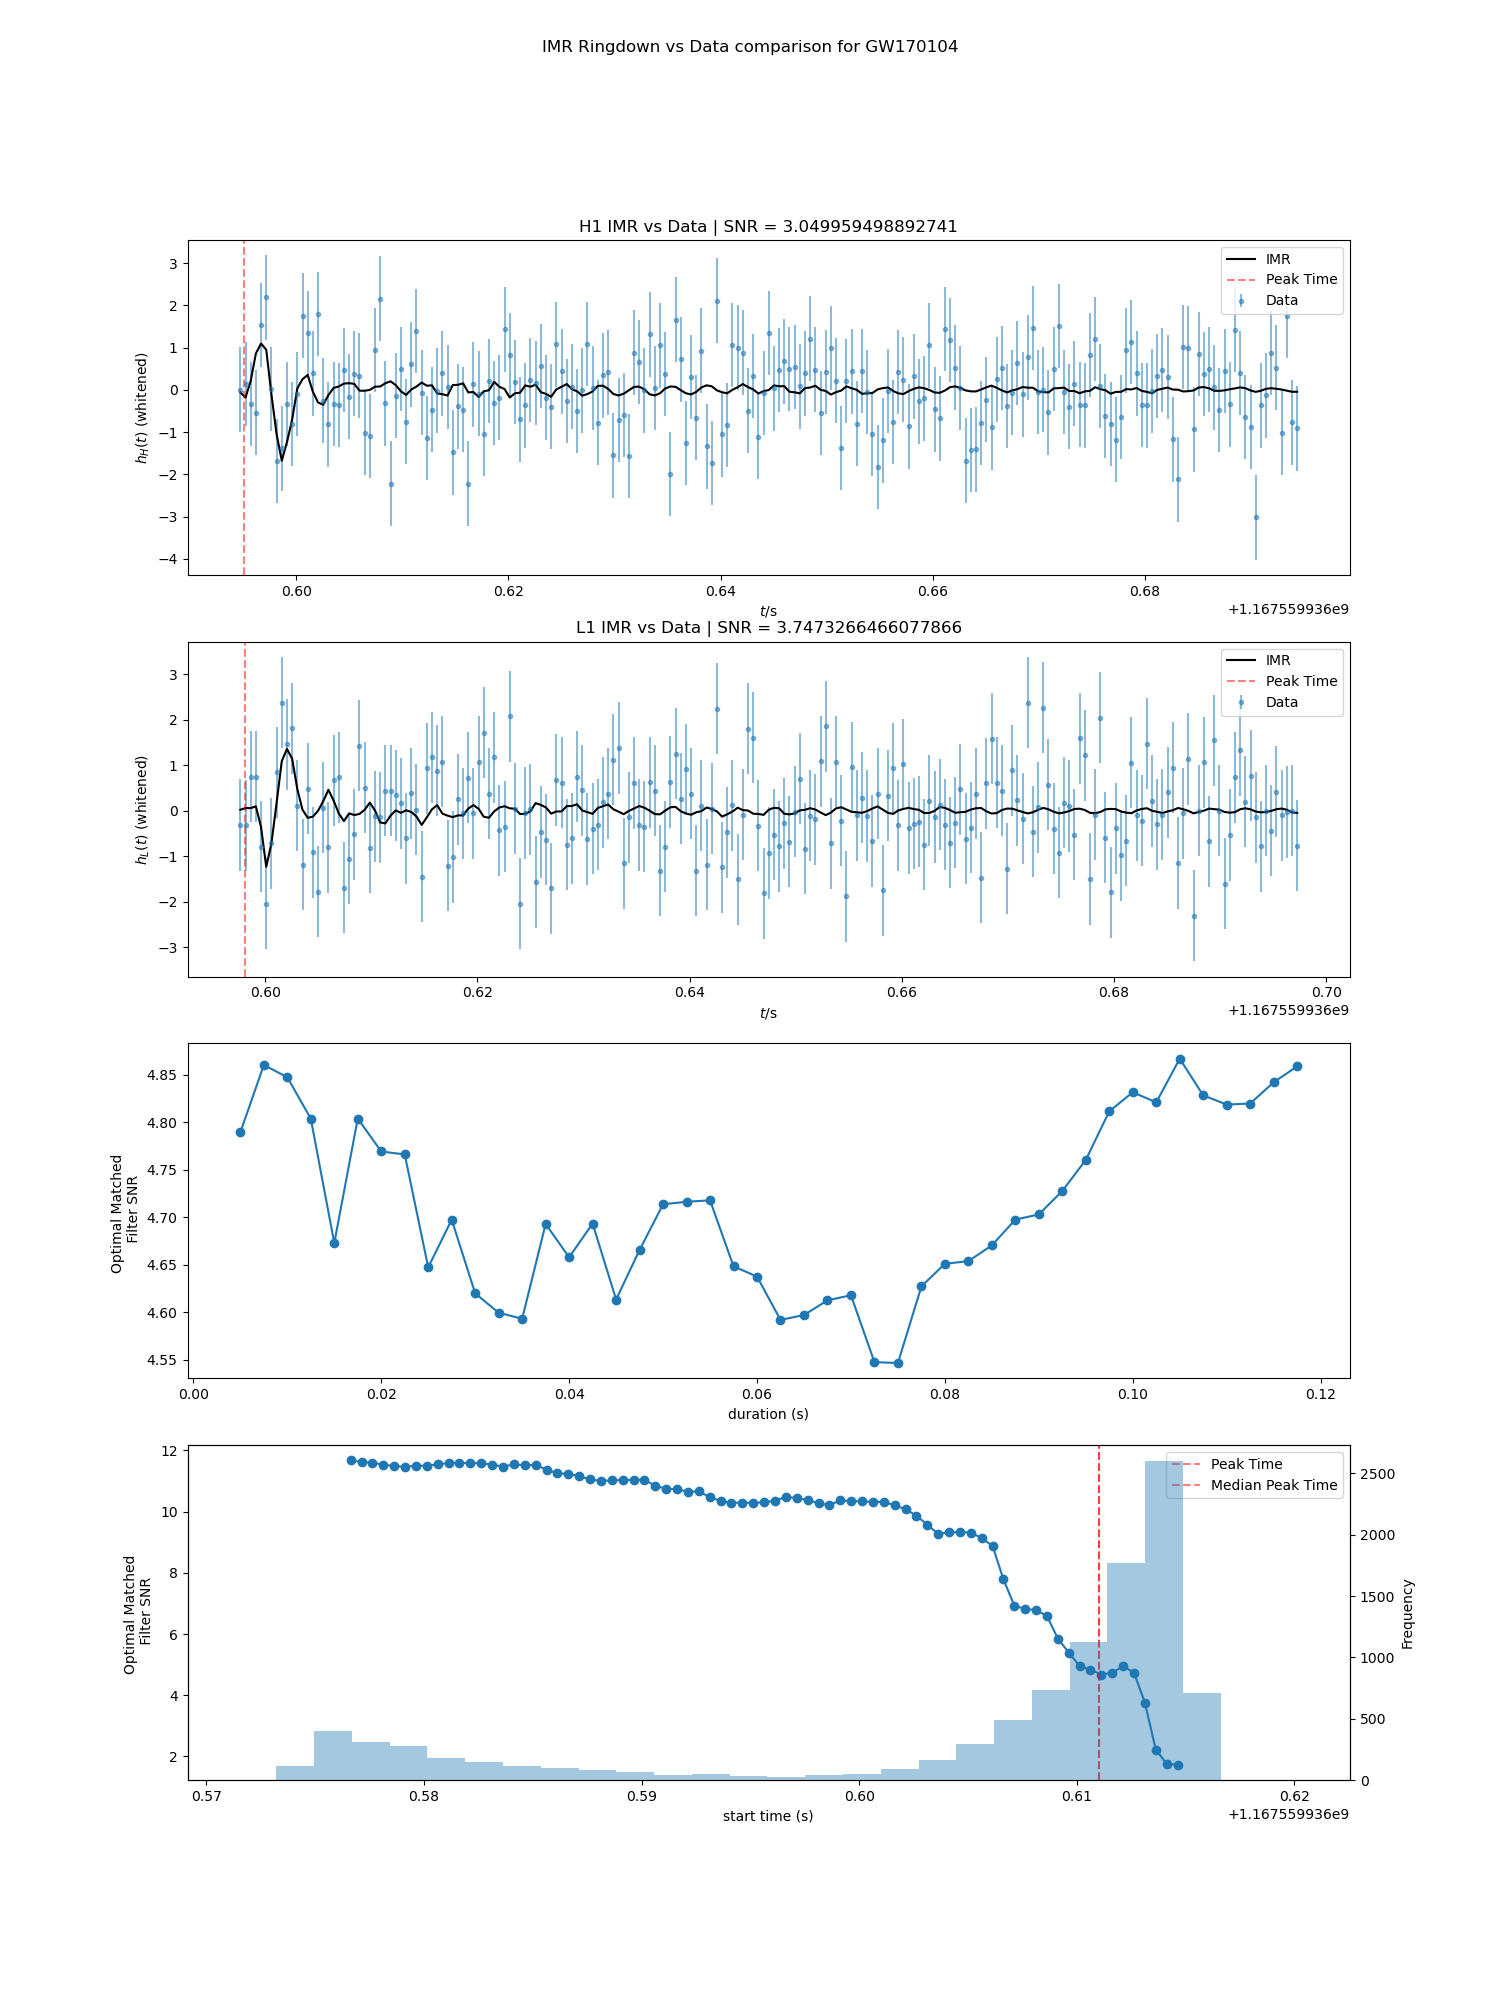 IMR Ringdown vs Data comparison for GW170104
H1 IMR vs Data | SNR = 3.049959498892741
h_H(t) (whitened)
3
2
1
0
−1
−2
−3
−4
IMR
Peak Time
Data
0.60 0.62 0.64 0.66 0.68
t/s
+1.167559936e9
L1 IMR vs Data | SNR = 3.7473266466077866
h_L(t) (whitened)
3
2
1
0
−1
−2
−3
IMR
Peak Time
Data
0.60 0.62 0.64 0.66 0.68 0.70
t/s
+1.167559936e9
Optimal Matched
Filter SNR
4.85
4.80
4.75
4.70
4.65
4.60
4.55
0.00 0.02 0.04 0.06 0.08 0.10 0.12
duration (s)
Optimal Matched
Filter SNR
12
10
8
6
4
2
Peak Time
Median Peak Time
2500
2000
1500
1000
500
0
Frequency
0.57 0.58 0.59 0.60 0.61 0.62
start time (s)
+1.167559936e9